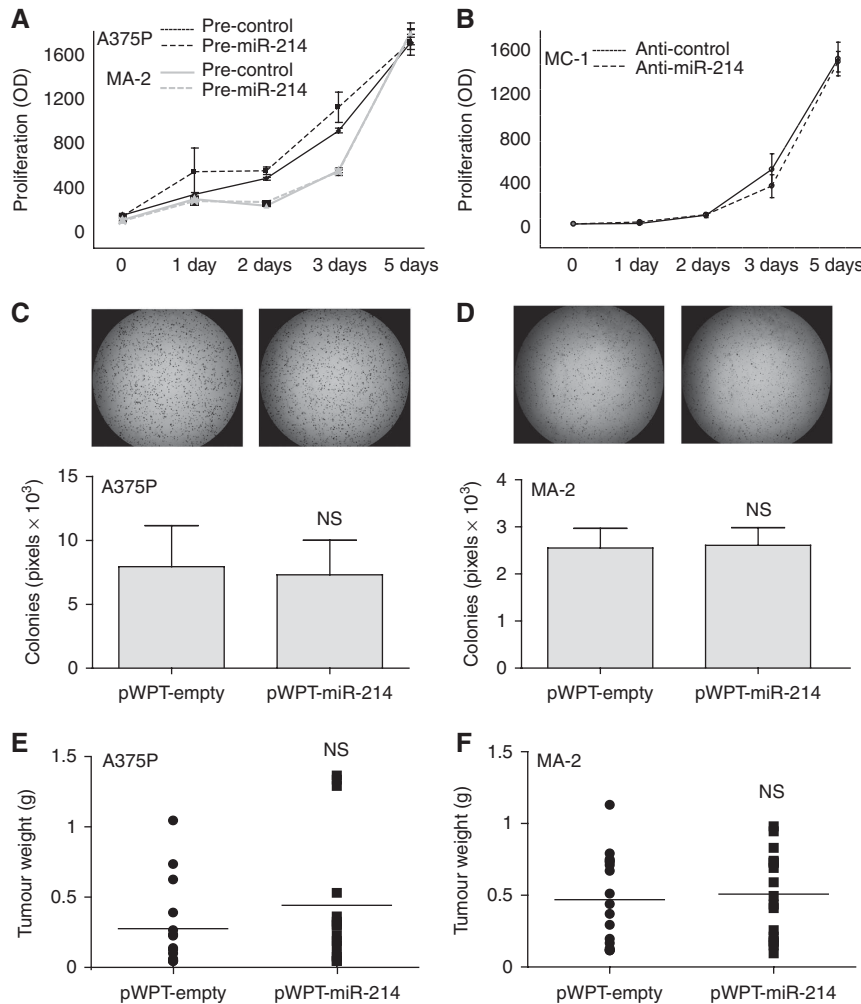 A
A375P
Pre-control
Pre-miR-214
MA-2
Pre-control
Pre-miR-214
Proliferation (OD)
1600
1200
800
400
0
0 1 day 2 days 3 days 5 days
B
MC-1
Anti-control
Anti-miR-214
Proliferation (OD)
1600
1200
800
400
0
0 1 day 2 days 3 days 5 days
C
A375P
NS
Colonies (pixels × 10³)
15
10
5
0
pWPT-empty pWPT-miR-214
D
MA-2
NS
Colonies (pixels × 10³)
4
3
2
1
0
pWPT-empty pWPT-miR-214
E
A375P
NS
Tumour weight (g)
1.5
1
0.5
0
pWPT-empty pWPT-miR-214
F
MA-2
NS
Tumour weight (g)
1.5
1
0.5
0
pWPT-empty pWPT-miR-214